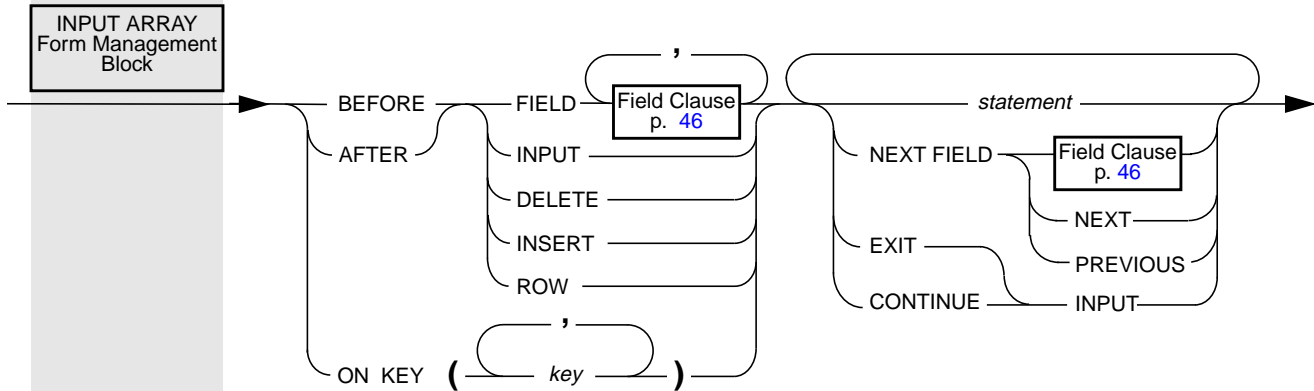 INPUT ARRAY
Form Management
Block
,
BEFORE FIELD Field Clause statement
p. 46
AFTER INPUT NEXT FIELD Field Clause
p. 46
DELETE NEXT
INSERT EXIT PREVIOUS
ROW CONTINUE INPUT
,
ON KEY ( key )